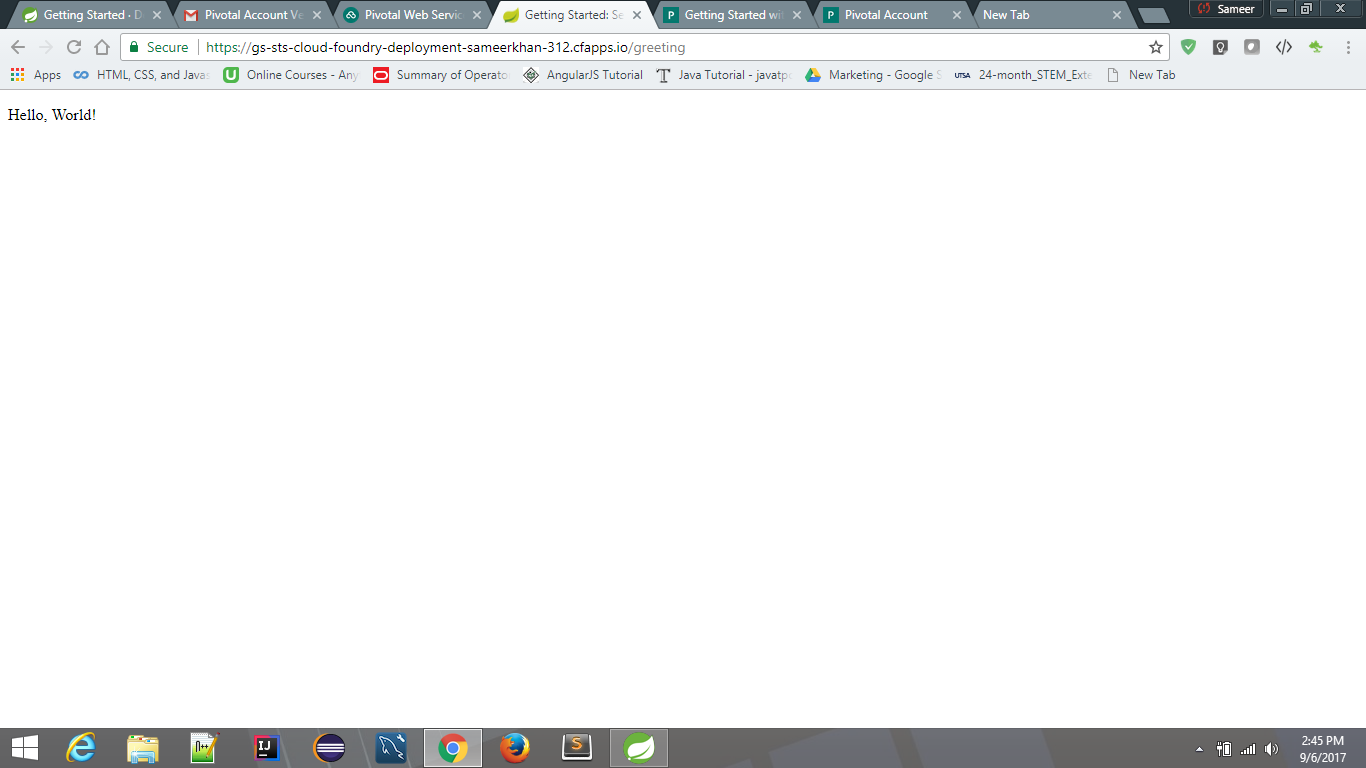 Getting Started · D
Pivotal Account Ve
Pivotal Web Servic
Getting Started: Se
Getting Started wit
Pivotal Account
New Tab
Sameer
Secure
https://gs-sts-cloud-foundry-deployment-sameerkhan-312.cfapps.io/greeting
Apps
HTML, CSS, and Javas
U
Online Courses - Any
Summary of Operato
AngularJS Tutorial
Java Tutorial - javatpo
Marketing - Google S
UTSA
24-month_STEM_Exte
New Tab
Hello, World!
2:45 PM
9/6/2017